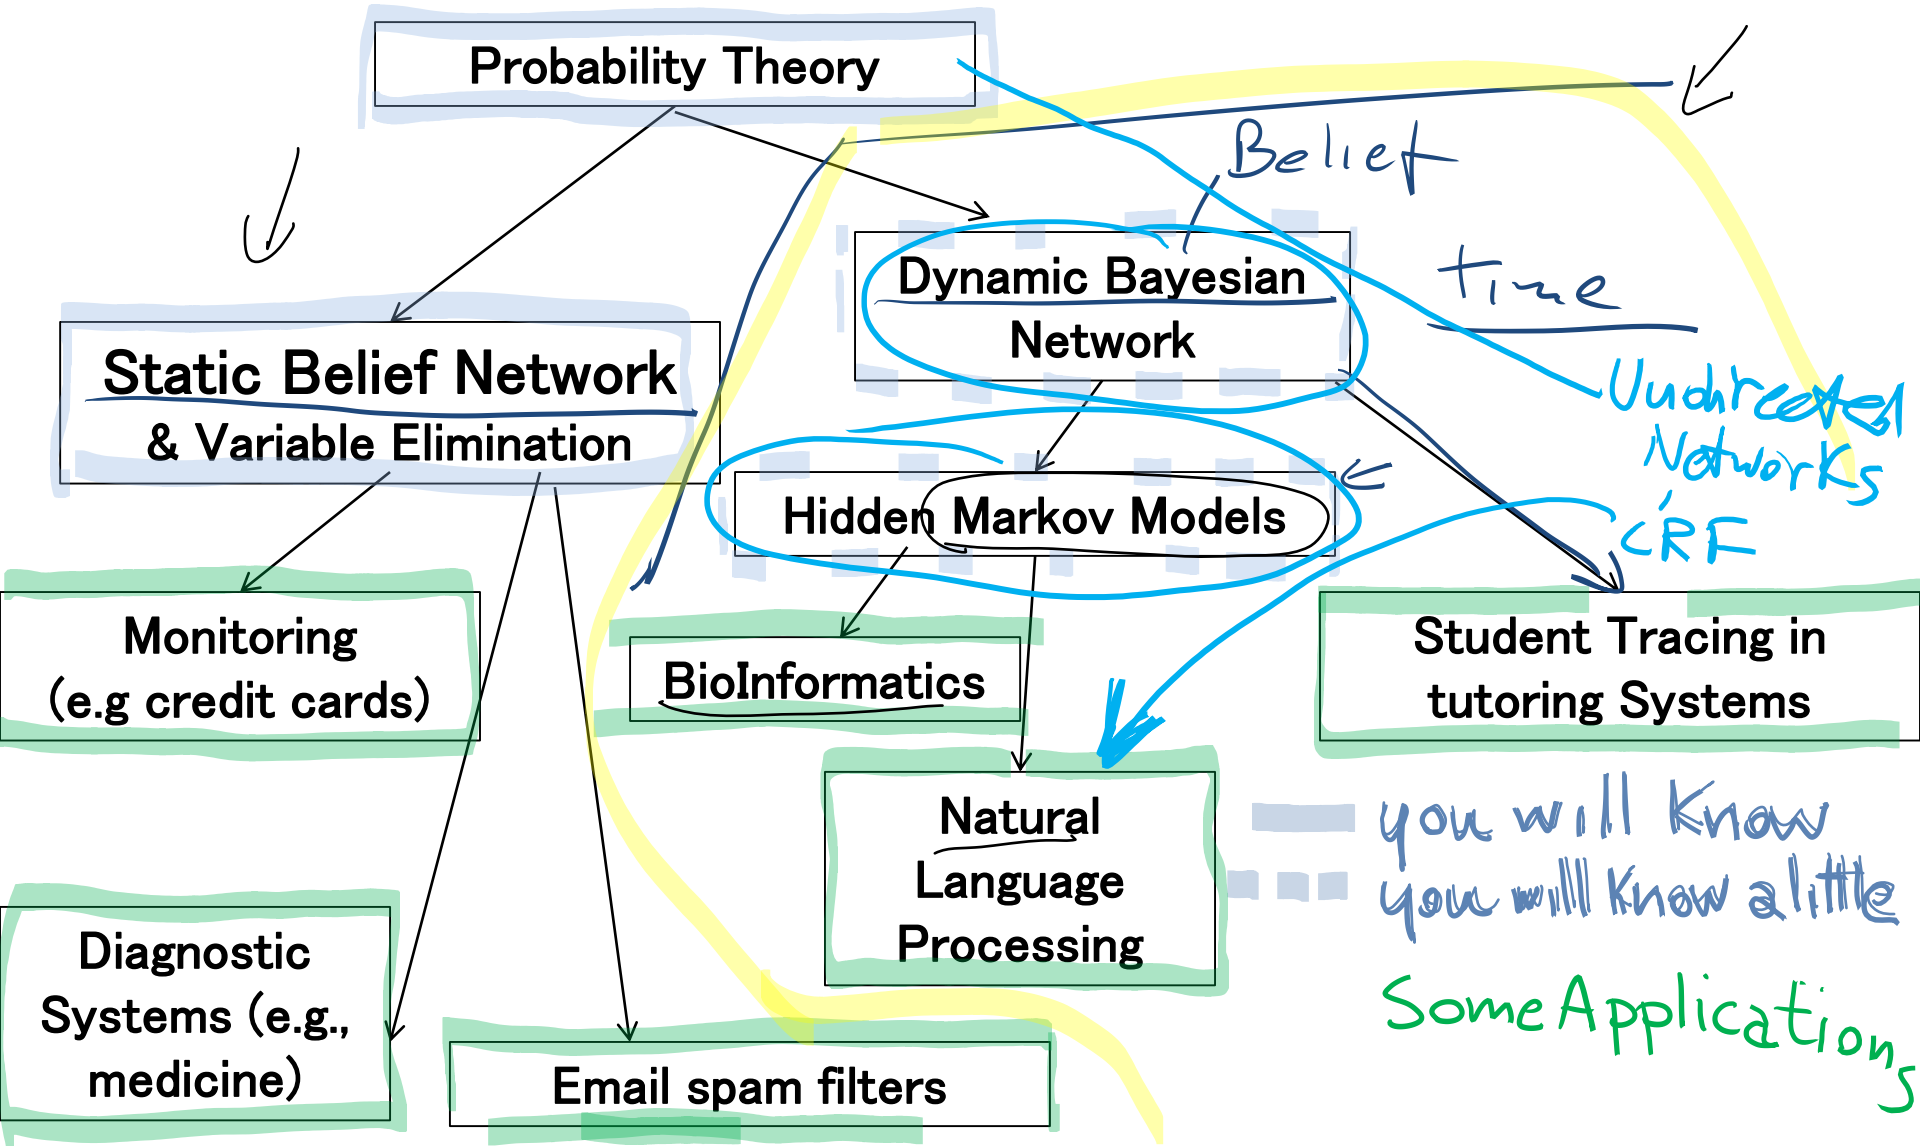 Probability Theory
Belief
Dynamic Bayesian
Network
time
Static Belief Network
& Variable Elimination
Undirected
Networks
CRF
Hidden Markov Models
Monitoring
(e.g credit cards)
BioInformatics
Student Tracing in
tutoring Systems
Natural
Language
Processing
you will Know
you will Know a little
Diagnostic
Systems (e.g.,
medicine)
Some Applications
Email spam filters